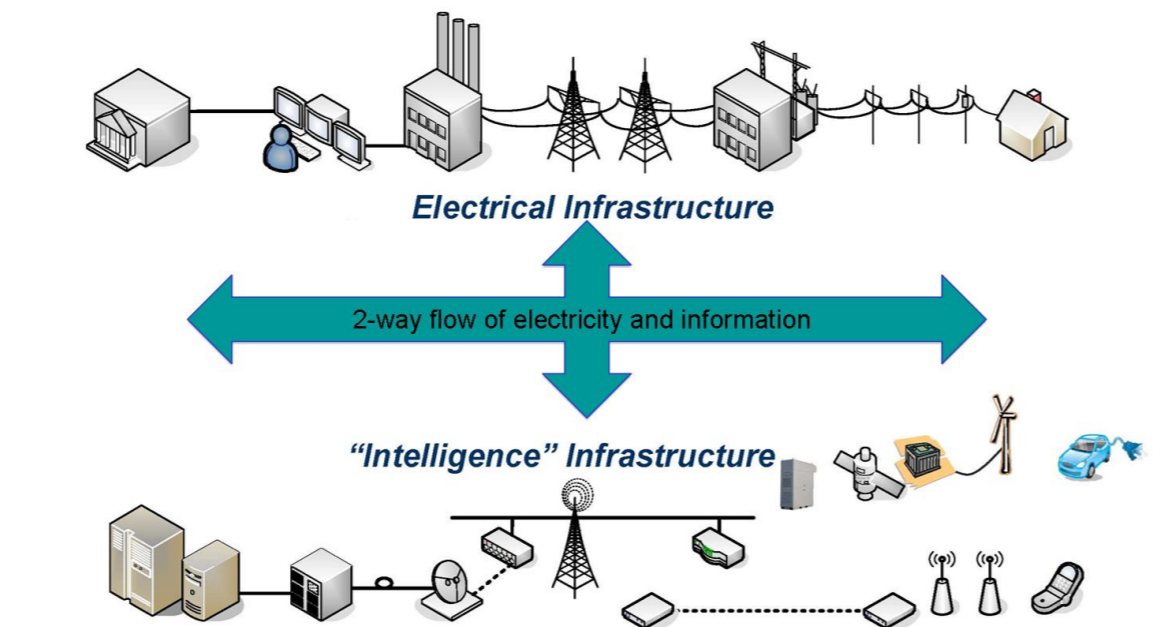 Electrical Infrastructure
2-way flow of electricity and information
“Intelligence” Infrastructure